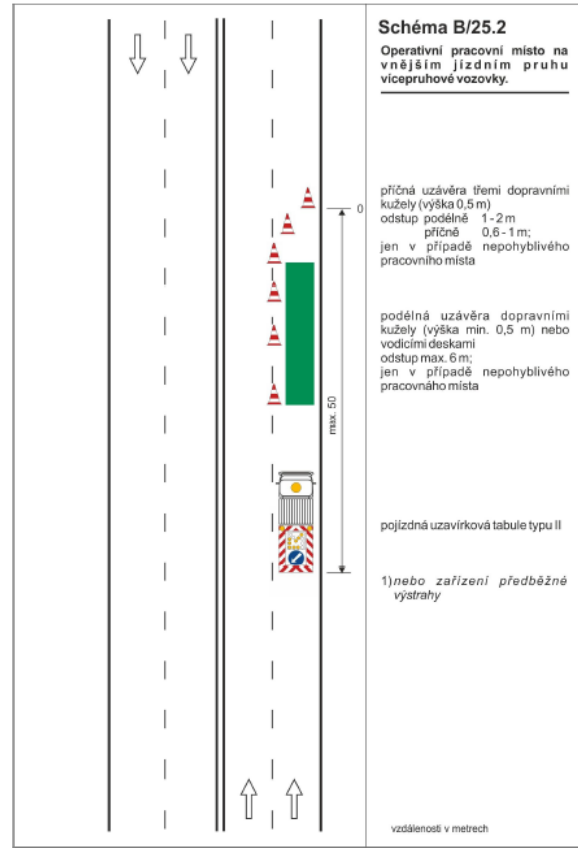 Schéma B/25.2
Operativní pracovní místo na
vnějším jízdním pruhu
vícepruhové vozovky.
0
příčná uzávěra třemi dopravními
kužely (výška 0,5 m)
odstup podélně 1 - 2 m
příčně 0,6 - 1 m;
jen v případě nepohyblivého
pracovního místa
podélná uzávěra dopravními
kužely (výška min. 0,5 m) nebo
vodicími deskami
odstup max. 6 m;
jen v případě nepohyblivého
pracovnáho místa
max. 50
pojízdná uzavírková tabule typu II
1) nebo zařízení předběžné
výstrahy
vzdálenosti v metrech